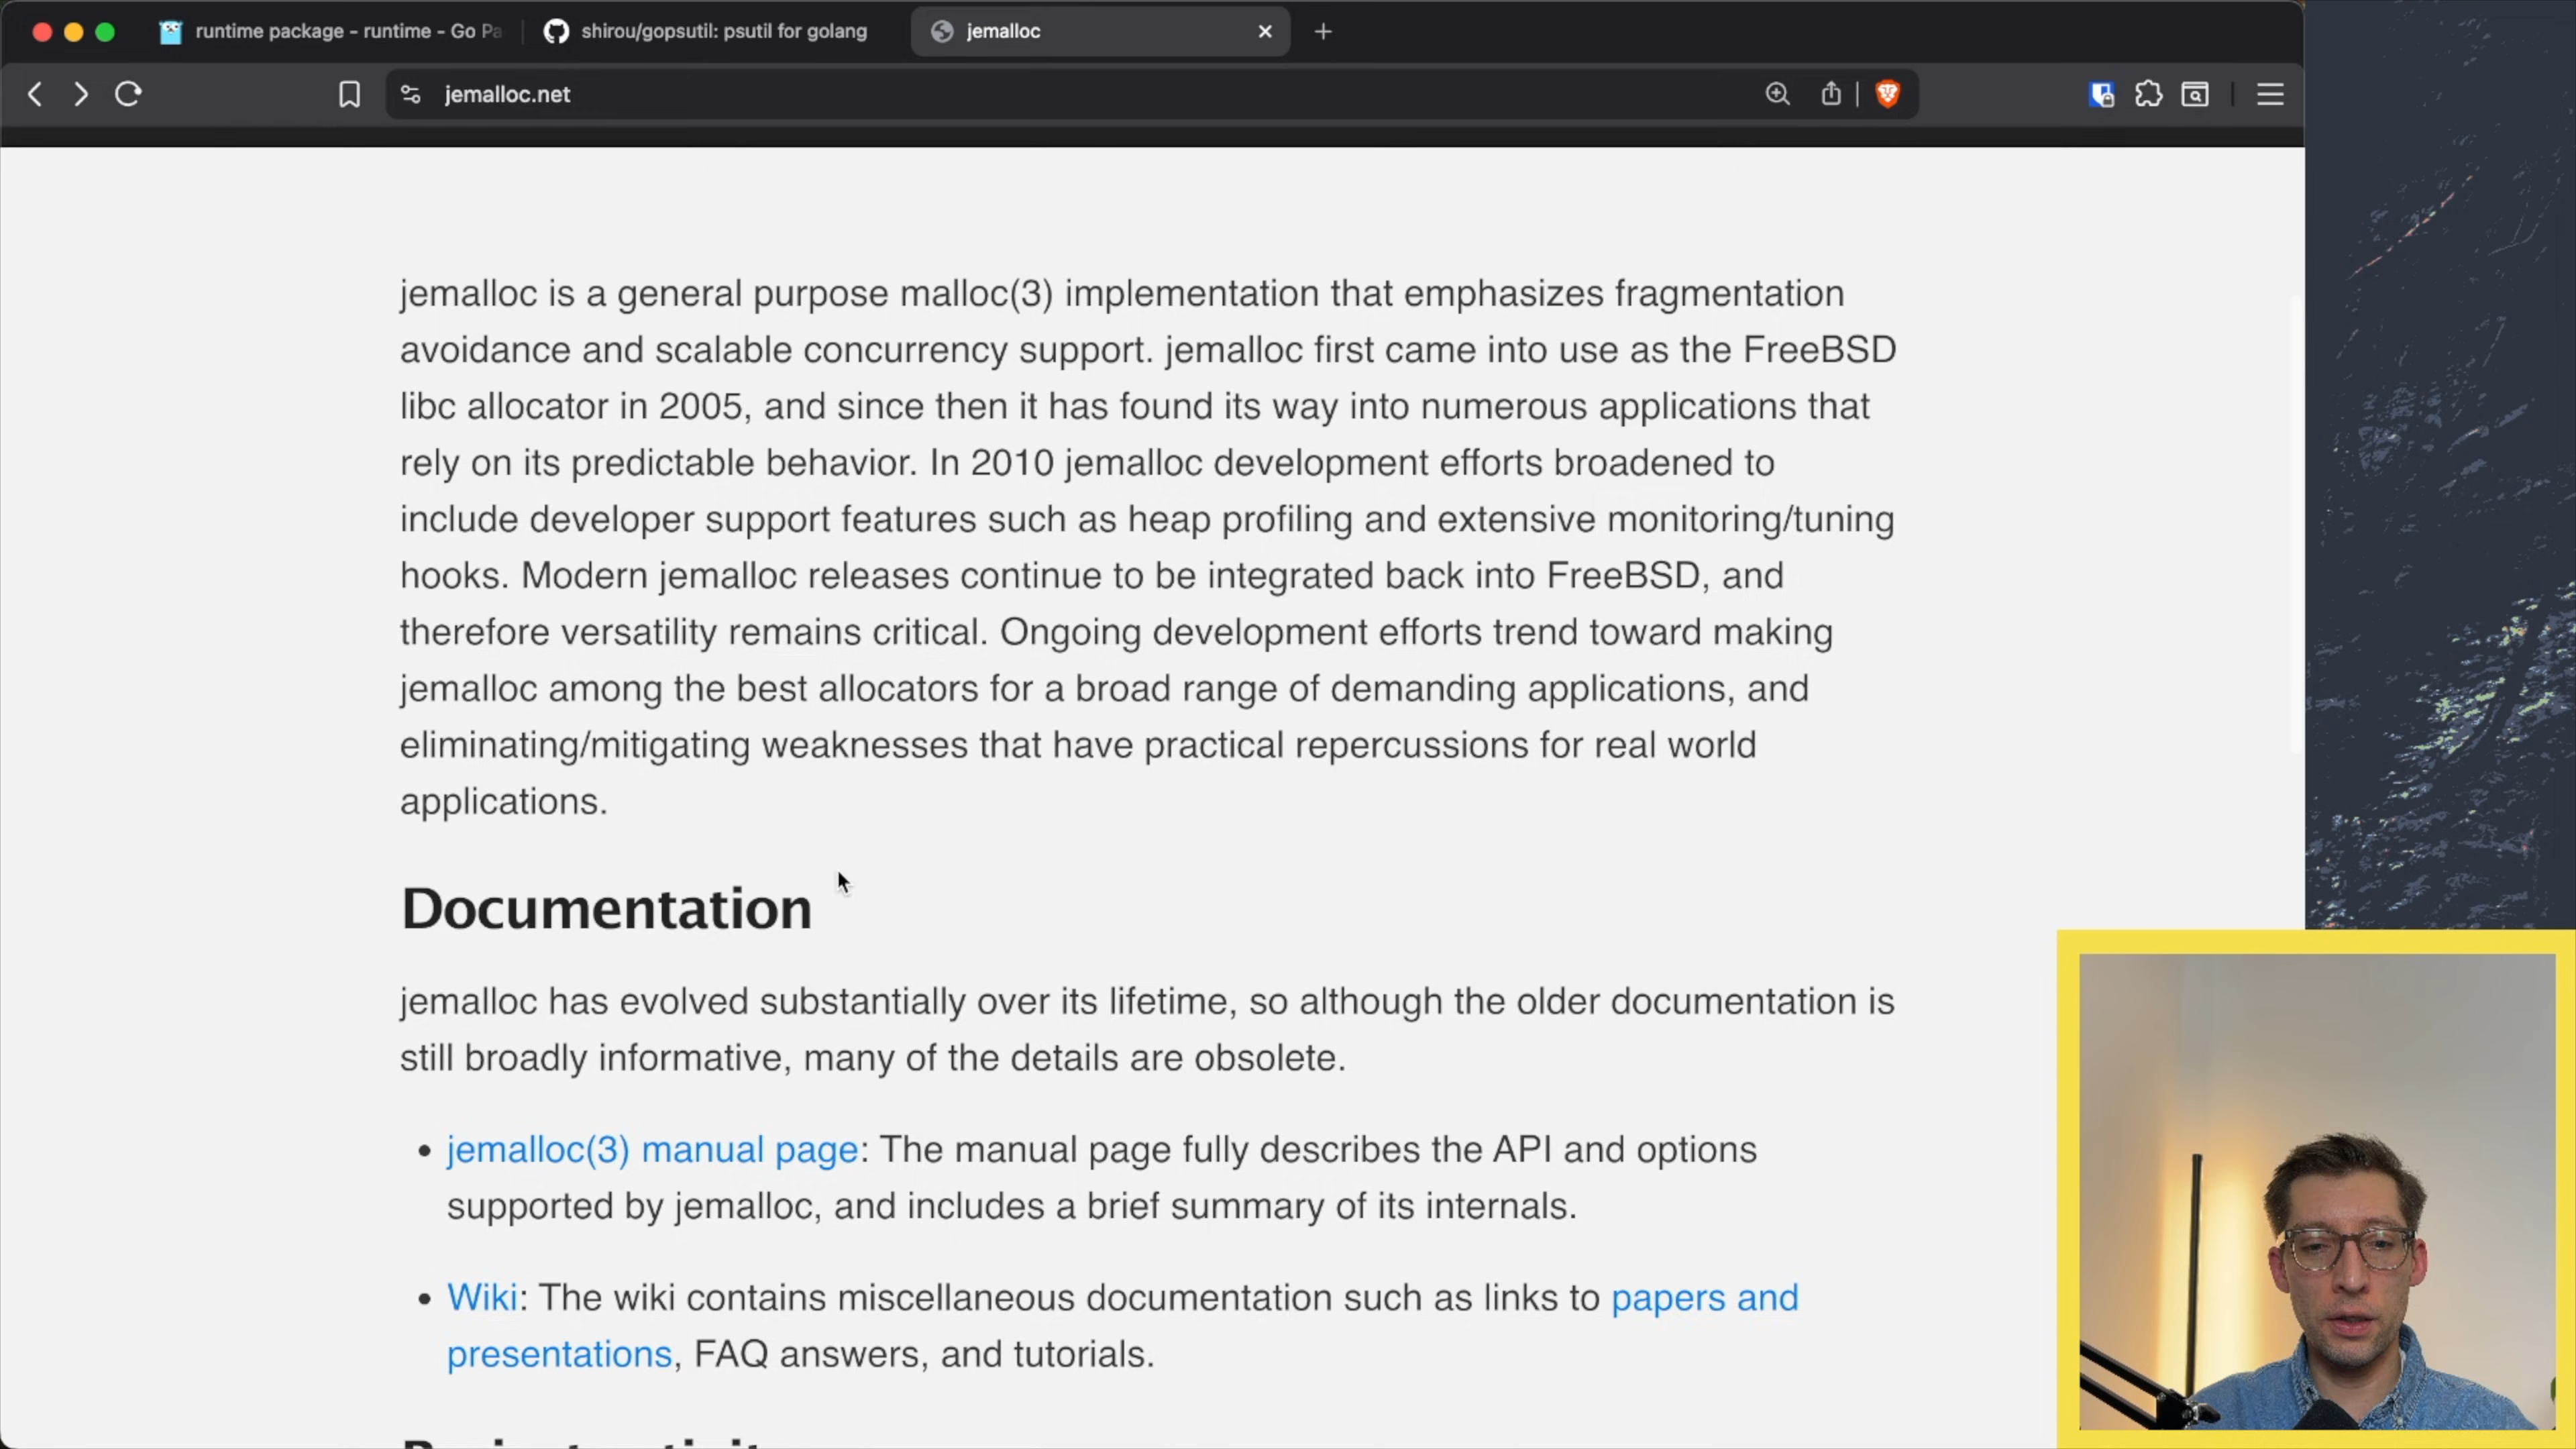 runtime package - runtime - Go Pa
shirou/gopsutil: psutil for golang
jemalloc
jemalloc.net
jemalloc is a general purpose malloc(3) implementation that emphasizes fragmentation
avoidance and scalable concurrency support. jemalloc first came into use as the FreeBSD
libc allocator in 2005, and since then it has found its way into numerous applications that
rely on its predictable behavior. In 2010 jemalloc development efforts broadened to
include developer support features such as heap profiling and extensive monitoring/tuning
hooks. Modern jemalloc releases continue to be integrated back into FreeBSD, and
therefore versatility remains critical. Ongoing development efforts trend toward making
jemalloc among the best allocators for a broad range of demanding applications, and
eliminating/mitigating weaknesses that have practical repercussions for real world
applications.
Documentation
jemalloc has evolved substantially over its lifetime, so although the older documentation is
still broadly informative, many of the details are obsolete.
• jemalloc(3) manual page: The manual page fully describes the API and options
supported by jemalloc, and includes a brief summary of its internals.
• Wiki: The wiki contains miscellaneous documentation such as links to papers and
presentations, FAQ answers, and tutorials.